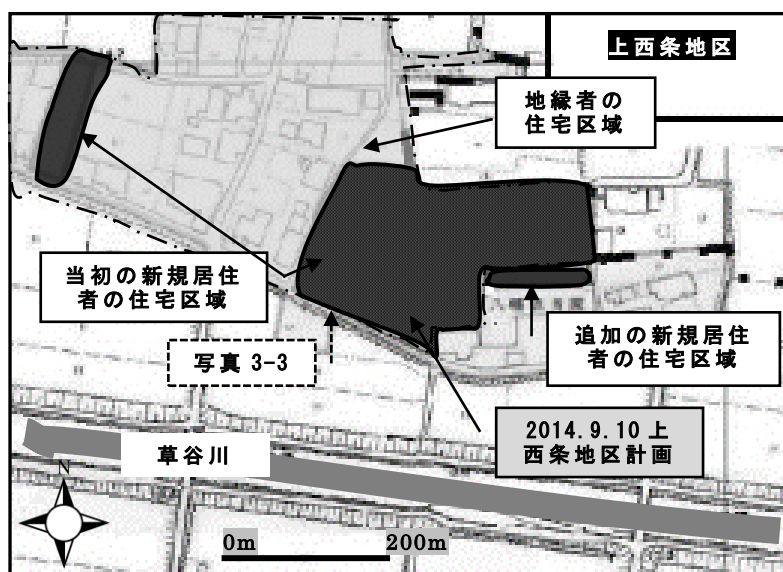 上西条地区
地縁者の
住宅区域
当初の新規居住
者の住宅区域
追加の新規居住
者の住宅区域
写真 3-3
2014.9.10 上
西条地区計画
草谷川
N
0m
200m